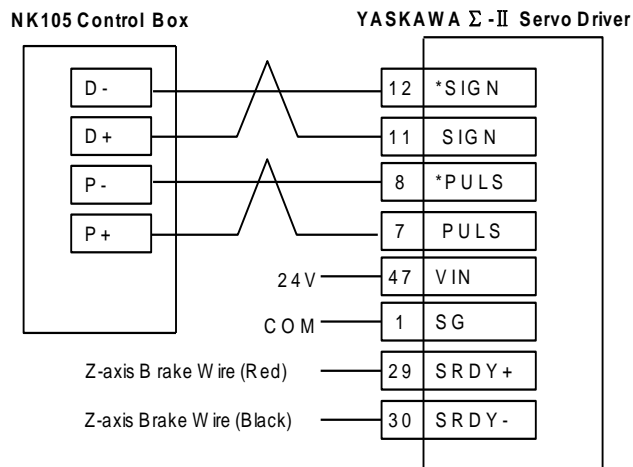 NK105 Control Box
YASKAWA Σ-Ⅱ Servo Driver
D- 12 *SIGN
D+ 11 SIGN
P- 8 *PULS
P+ 7 PULS
24V 47 VIN
COM 1 SG
Z-axis Brake Wire (Red) 29 SRDY+
Z-axis Brake Wire (Black) 30 SRDY-